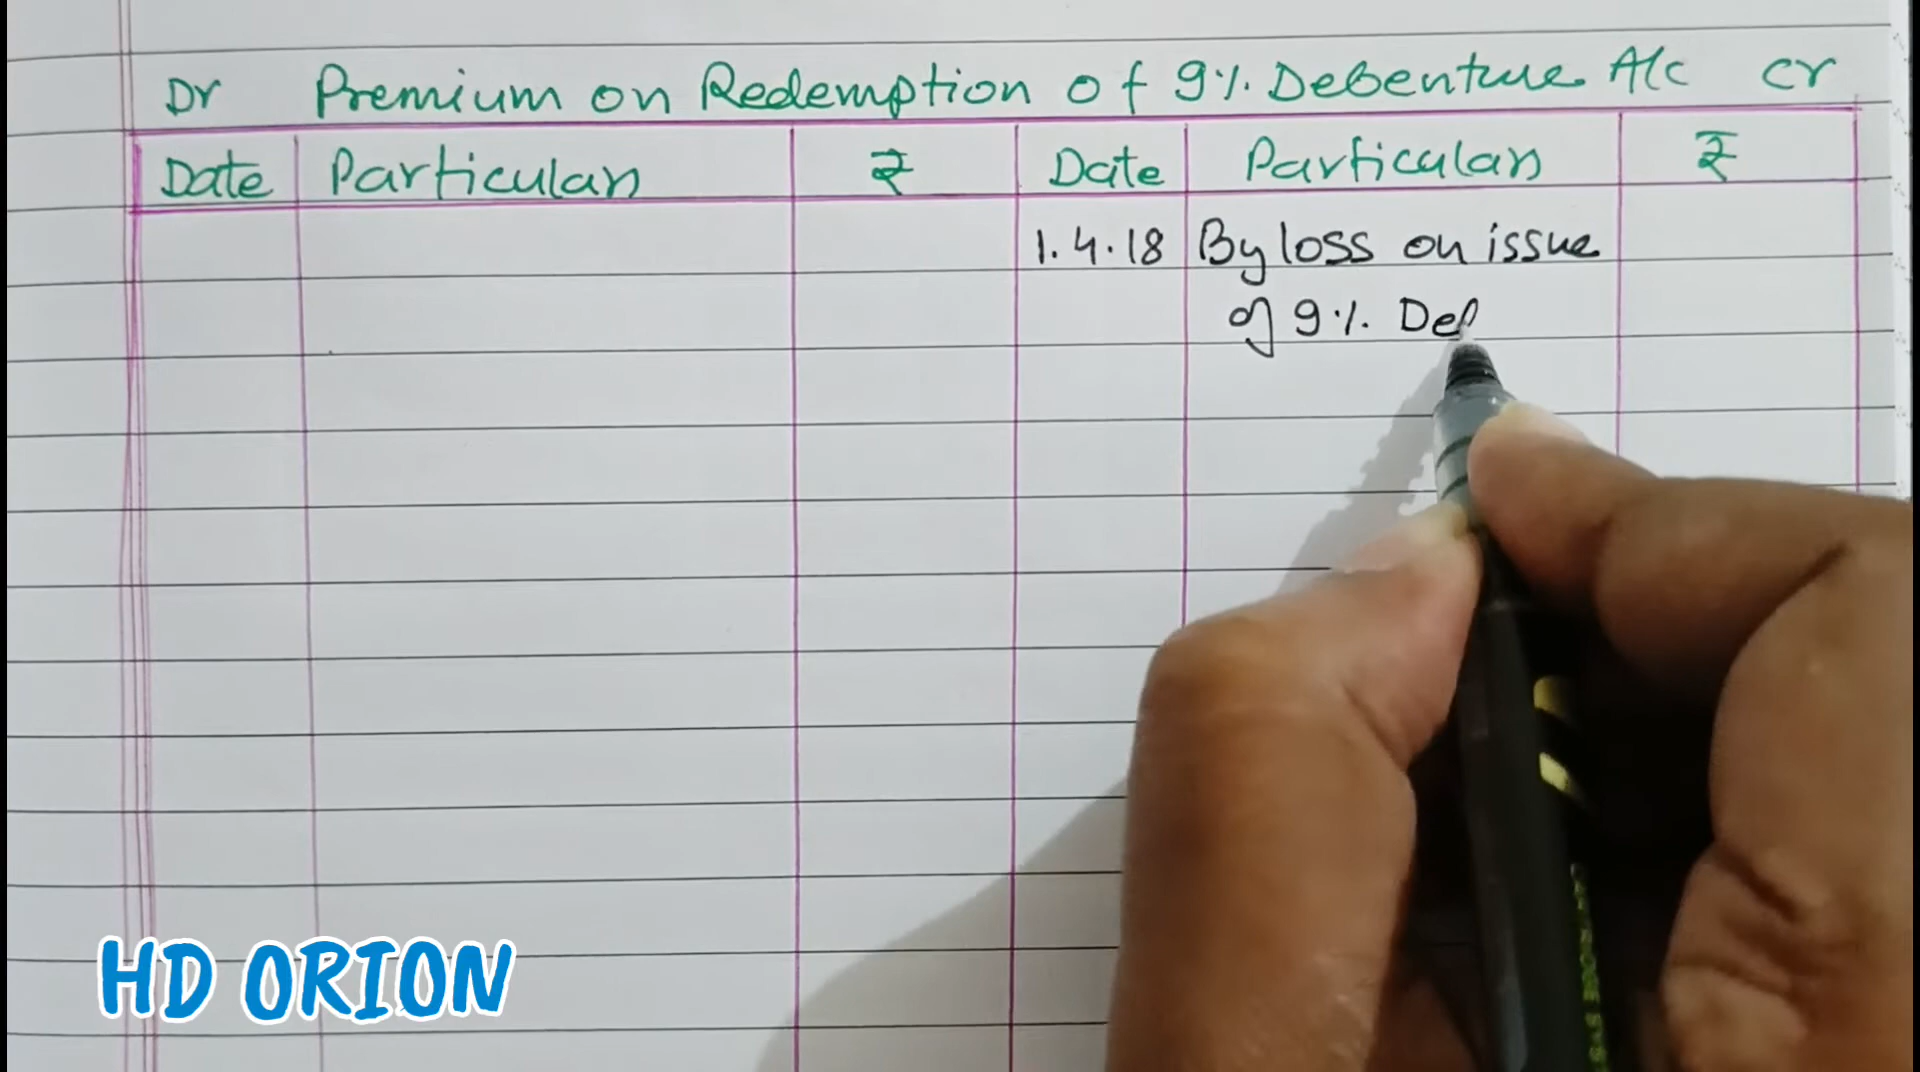 Dr Premium on Redemption of 9% Debenture A/c Cr
Date Particulars ₹ Date Particulars ₹
1.4.18 By loss on issue
of 9% Deb
HD ORION